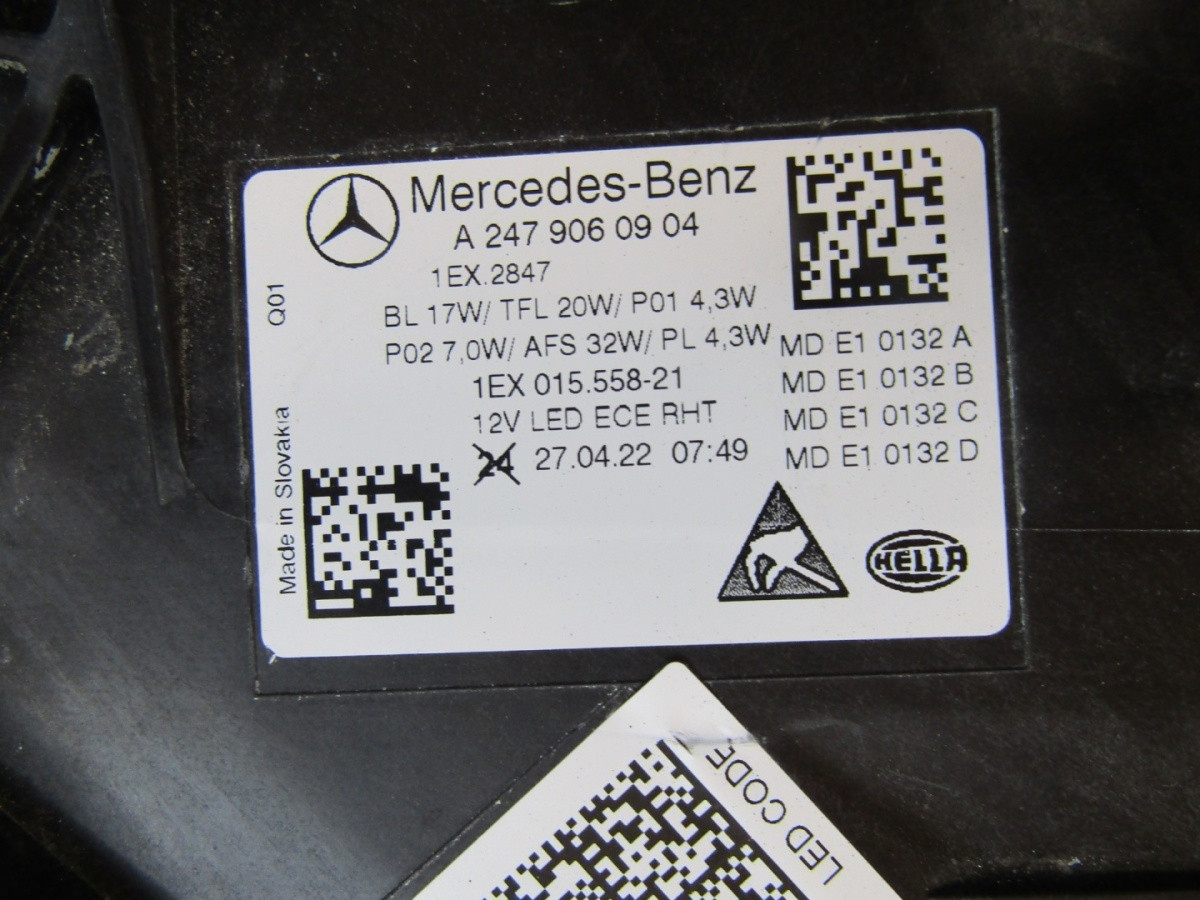 Mercedes-Benz
A 247 906 09 04
1EX.2847
BL 17W/ TFL 20W/ P01 4,3W
P02 7,0W/ AFS 32W/ PL 4,3W
1EX 015.558-21
12V LED ECE RHT
24 27.04.22 07:49
MD E1 0132 A
MD E1 0132 B
MD E1 0132 C
MD E1 0132 D
Q01
Made in Slovakia
HELLA
LED CODE